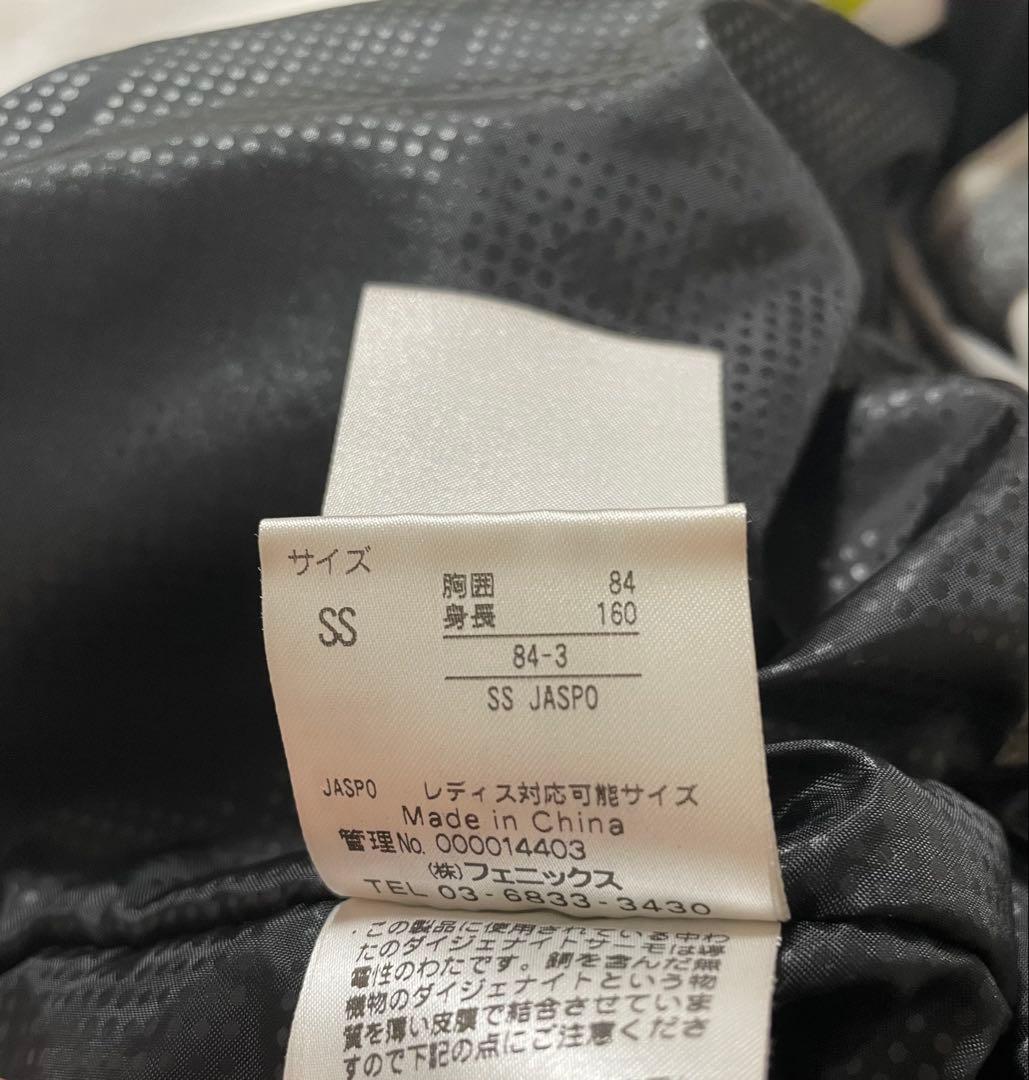 サイズ
SS
胸囲 84
身長 160
84-3
SS JASPO
JASPO レディス対応可能サイズ
Made in China
管理No. 000014403
(株)フェニックス
TEL 03-6833-3430
・この製品に使用されている中わ
たのダイジェナイトサーモは導
電性のわたです。銅を含んだ無
機物のダイジェナイトという物
質を薄い皮膜で結合させていま
すので下記の点にご注意くださ